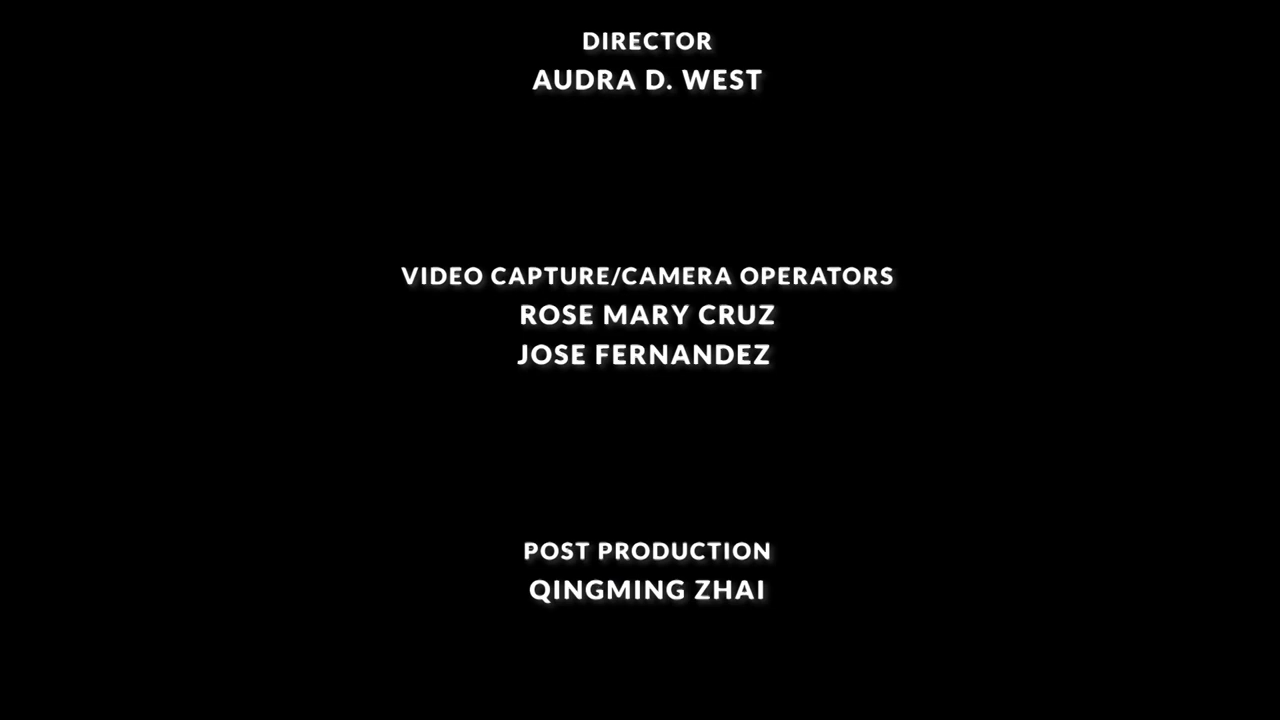 DIRECTOR
AUDRA D. WEST
VIDEO CAPTURE/CAMERA OPERATORS
ROSE MARY CRUZ
JOSE FERNANDEZ
POST PRODUCTION
QINGMING ZHAI